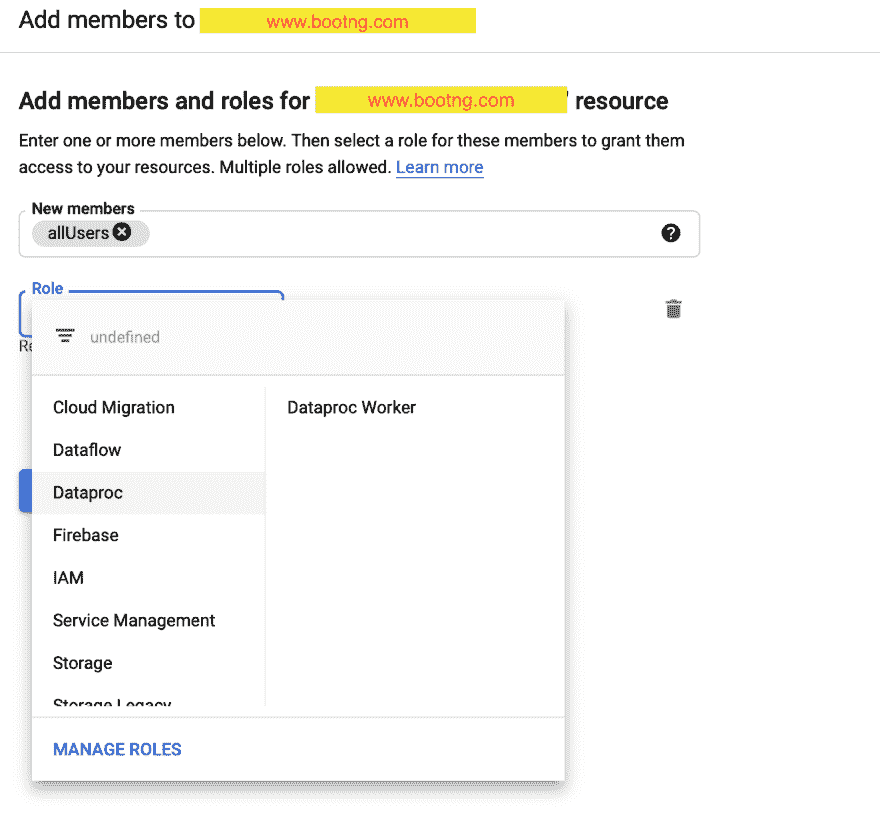 Add members to www.bootng.com
Add members and roles for www.bootng.com' resource
Enter one or more members below. Then select a role for these members to grant them
access to your resources. Multiple roles allowed. Learn more
New members
allUsers
Role
undefined
Cloud Migration
Dataproc Worker
Dataflow
Dataproc
Firebase
IAM
Service Management
Storage
Storage Legacy
MANAGE ROLES